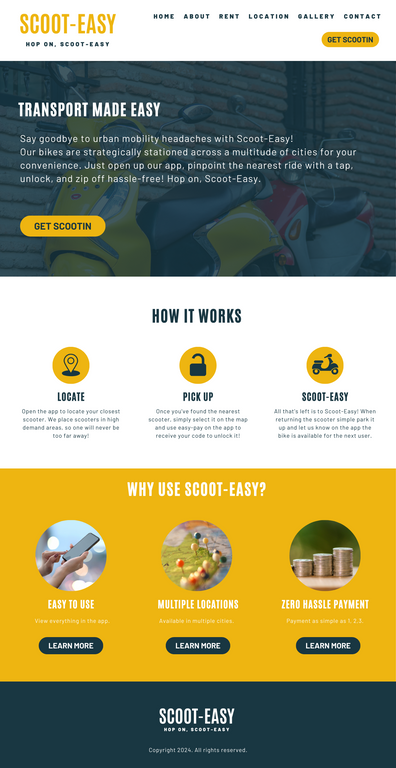 SCOOT-EASY
HOP ON, SCOOT-EASY
HOME ABOUT RENT LOCATION GALLERY CONTACT
GET SCOOTIN
TRANSPORT MADE EASY
Say goodbye to urban mobility headaches with Scoot-Easy!
Our bikes are strategically stationed across a multitude of cities for your
convenience. Just open up our app, pinpoint the nearest ride with a tap,
unlock, and zip off hassle-free! Hop on, Scoot-Easy.
GET SCOOTIN
HOW IT WORKS
LOCATE
Open the app to locate your closest
scooter. We place scooters in high
demand areas, so one will never be
too far away!
PICK UP
Once you've found the nearest
scooter, simply select it on the map
and use easy-pay on the app to
receive your code to unlock it!
SCOOT-EASY
All that's left is to Scoot-Easy! When
returning the scooter simple park it
up and let us know on the app the
bike is available for the next user.
WHY USE SCOOT-EASY?
EASY TO USE
View everything in the app.
LEARN MORE
MULTIPLE LOCATIONS
Available in multiple cities.
LEARN MORE
ZERO HASSLE PAYMENT
Payment as simple as 1, 2,3.
LEARN MORE
SCOOT-EASY
HOP ON, SCOOT-EASY
Copyright 2024. All rights reserved.